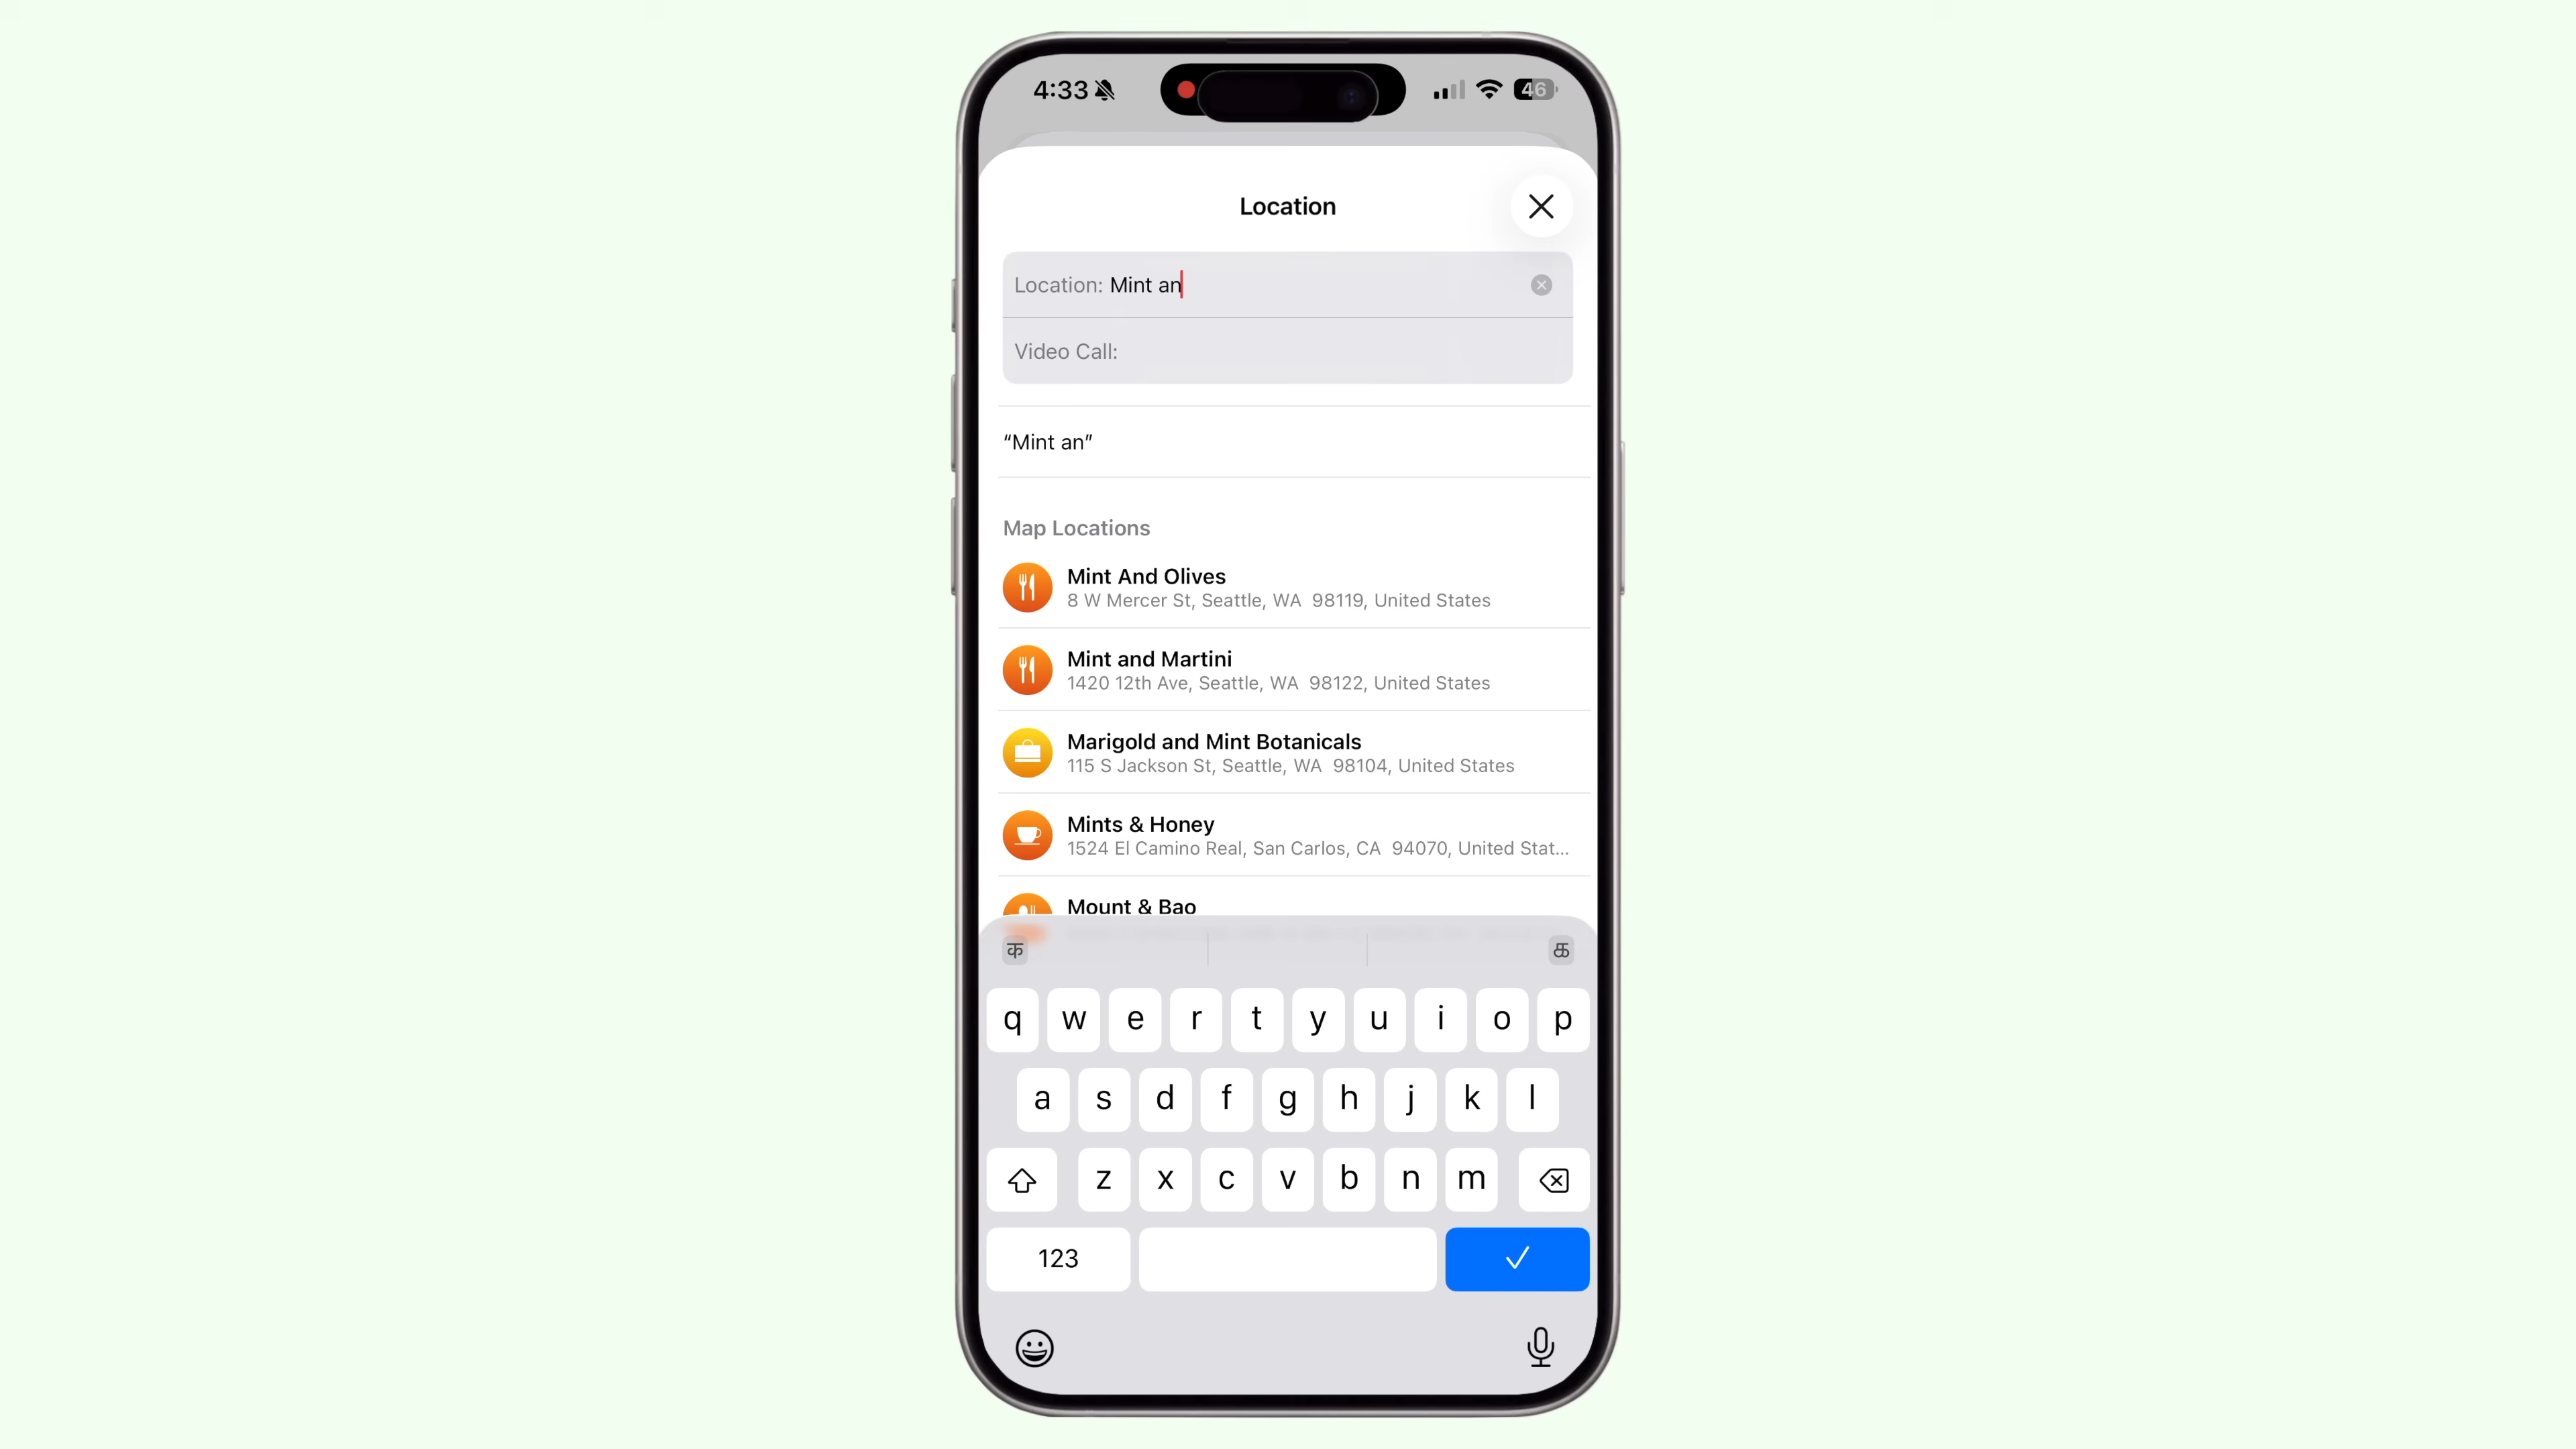 4:33
46
Location
Location: Mint an
Video Call:
“Mint an”
Map Locations
Mint And Olives
8 W Mercer St, Seattle, WA 98119, United States
Mint and Martini
1420 12th Ave, Seattle, WA 98122, United States
Marigold and Mint Botanicals
115 S Jackson St, Seattle, WA 98104, United States
Mints & Honey
1524 El Camino Real, San Carlos, CA 94070, United Stat...
Mount & Bao
क க
q w e r t y u i o p
a s d f g h j k l
z x c v b n m
123